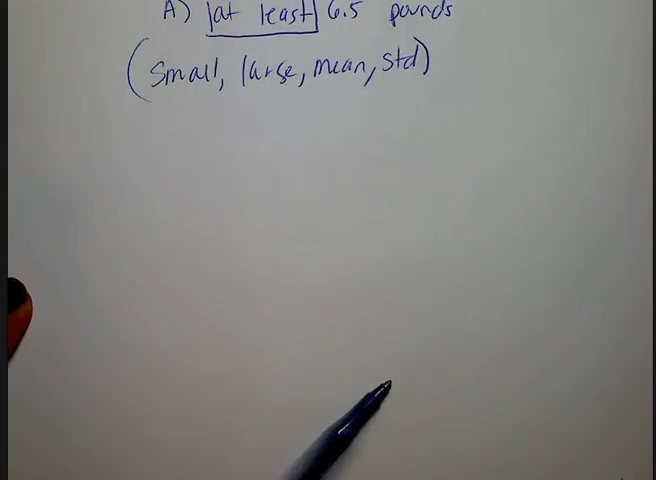 A) at least 6.5 pounds
(small, large, mean, std)